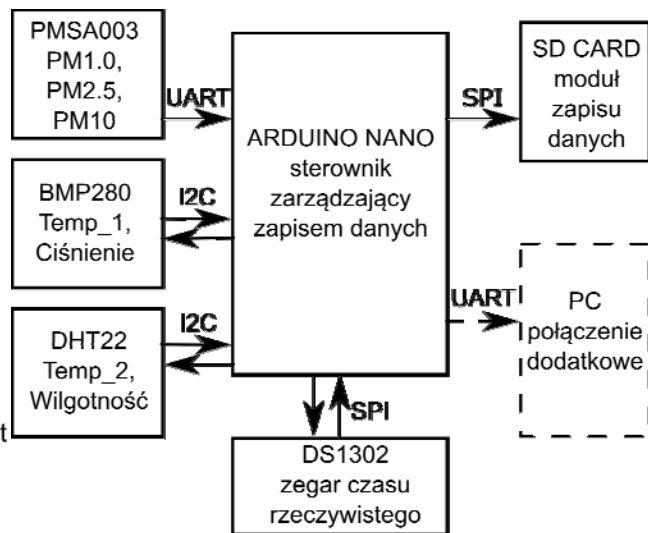 PMSA003
PM1.0,
PM2.5,
PM10
UART
BMP280
Temp_1,
Ciśnienie
I2C
DHT22
Temp_2,
Wilgotność
I2C
t
ARDUINO NANO
sterownik
zarządzający
zapisem danych
SPI
SD CARD
moduł
zapisu
danych
UART
PC
połączenie
dodatkowe
SPI
DS1302
zegar czasu
rzeczywistego